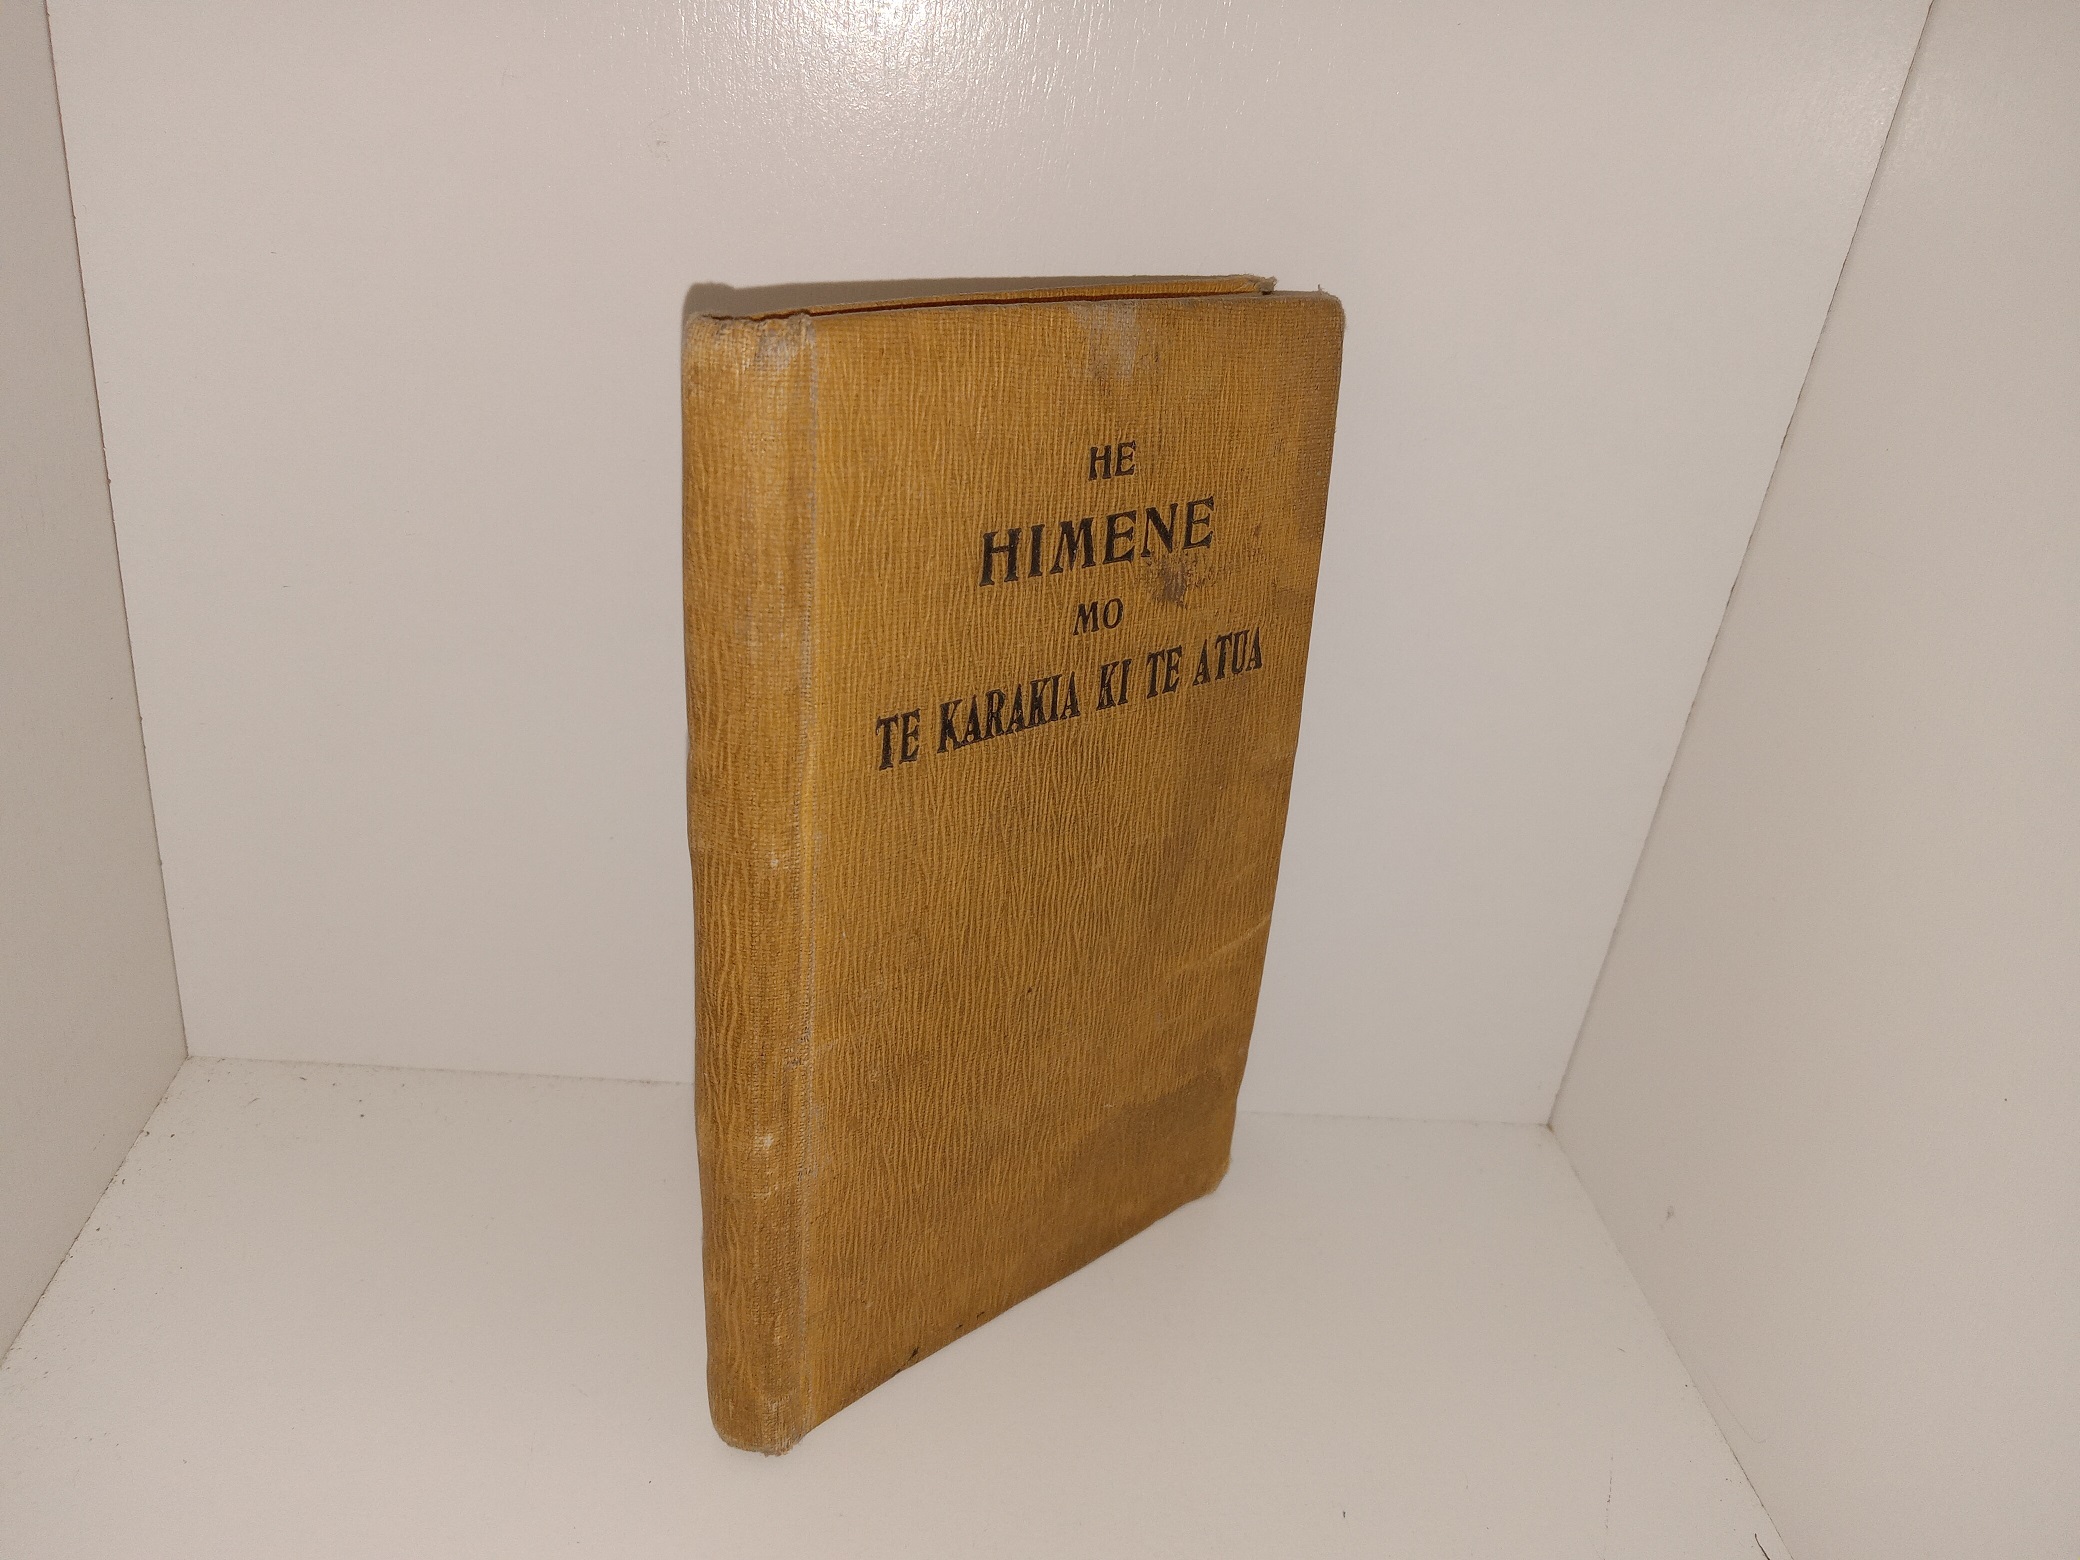 HE
HIMENE
MO
TE KARAKIA KI TE ATUA